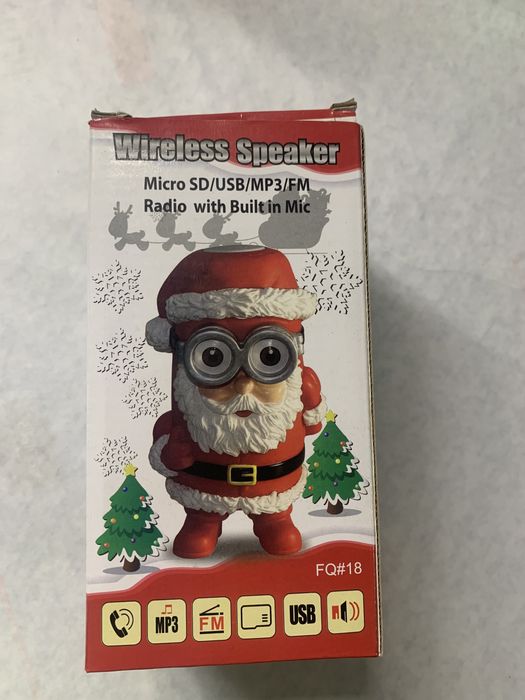 Wireless Speaker
Micro SD/USB/MP3/FM
Radio with Built in Mic
FQ#18
MP3
FM
USB